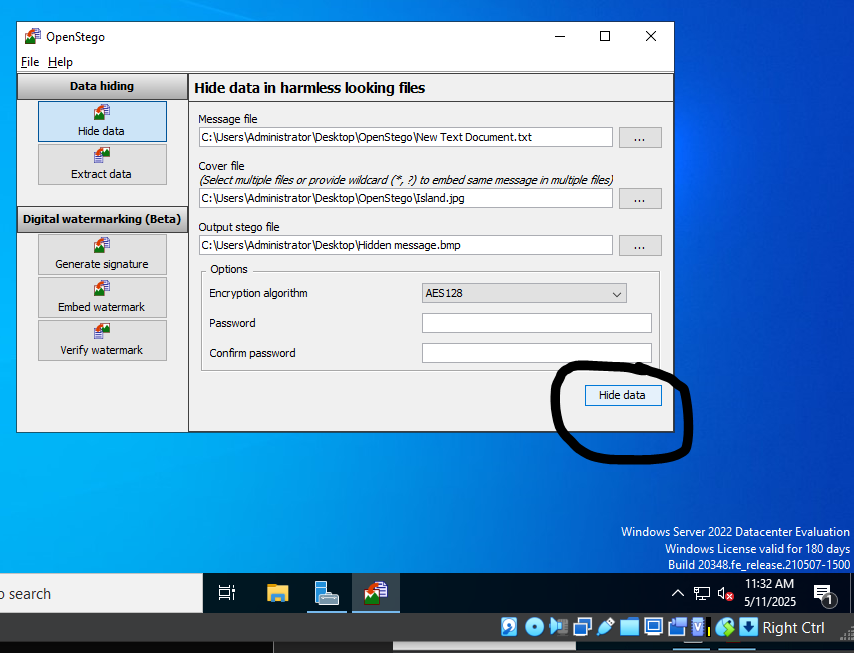 OpenStego
File Help
Data hiding
Hide data
Extract data
Digital watermarking (Beta)
Generate signature
Embed watermark
Verify watermark
Hide data in harmless looking files
Message file
C:\Users\Administrator\Desktop\OpenStego\New Text Document.txt
...
Cover file
(Select multiple files or provide wildcard (*, ?) to embed same message in multiple files)
C:\Users\Administrator\Desktop\OpenStego\Island.jpg
...
Output stego file
C:\Users\Administrator\Desktop\Hidden message.bmp
...
Options
Encryption algorithm AES128
Password
Confirm password
Hide data
Windows Server 2022 Datacenter Evaluation
Windows License valid for 180 days
Build 20348.fe_release.210507-1500
o search
11:32 AM
5/11/2025
1
V
Right Ctrl